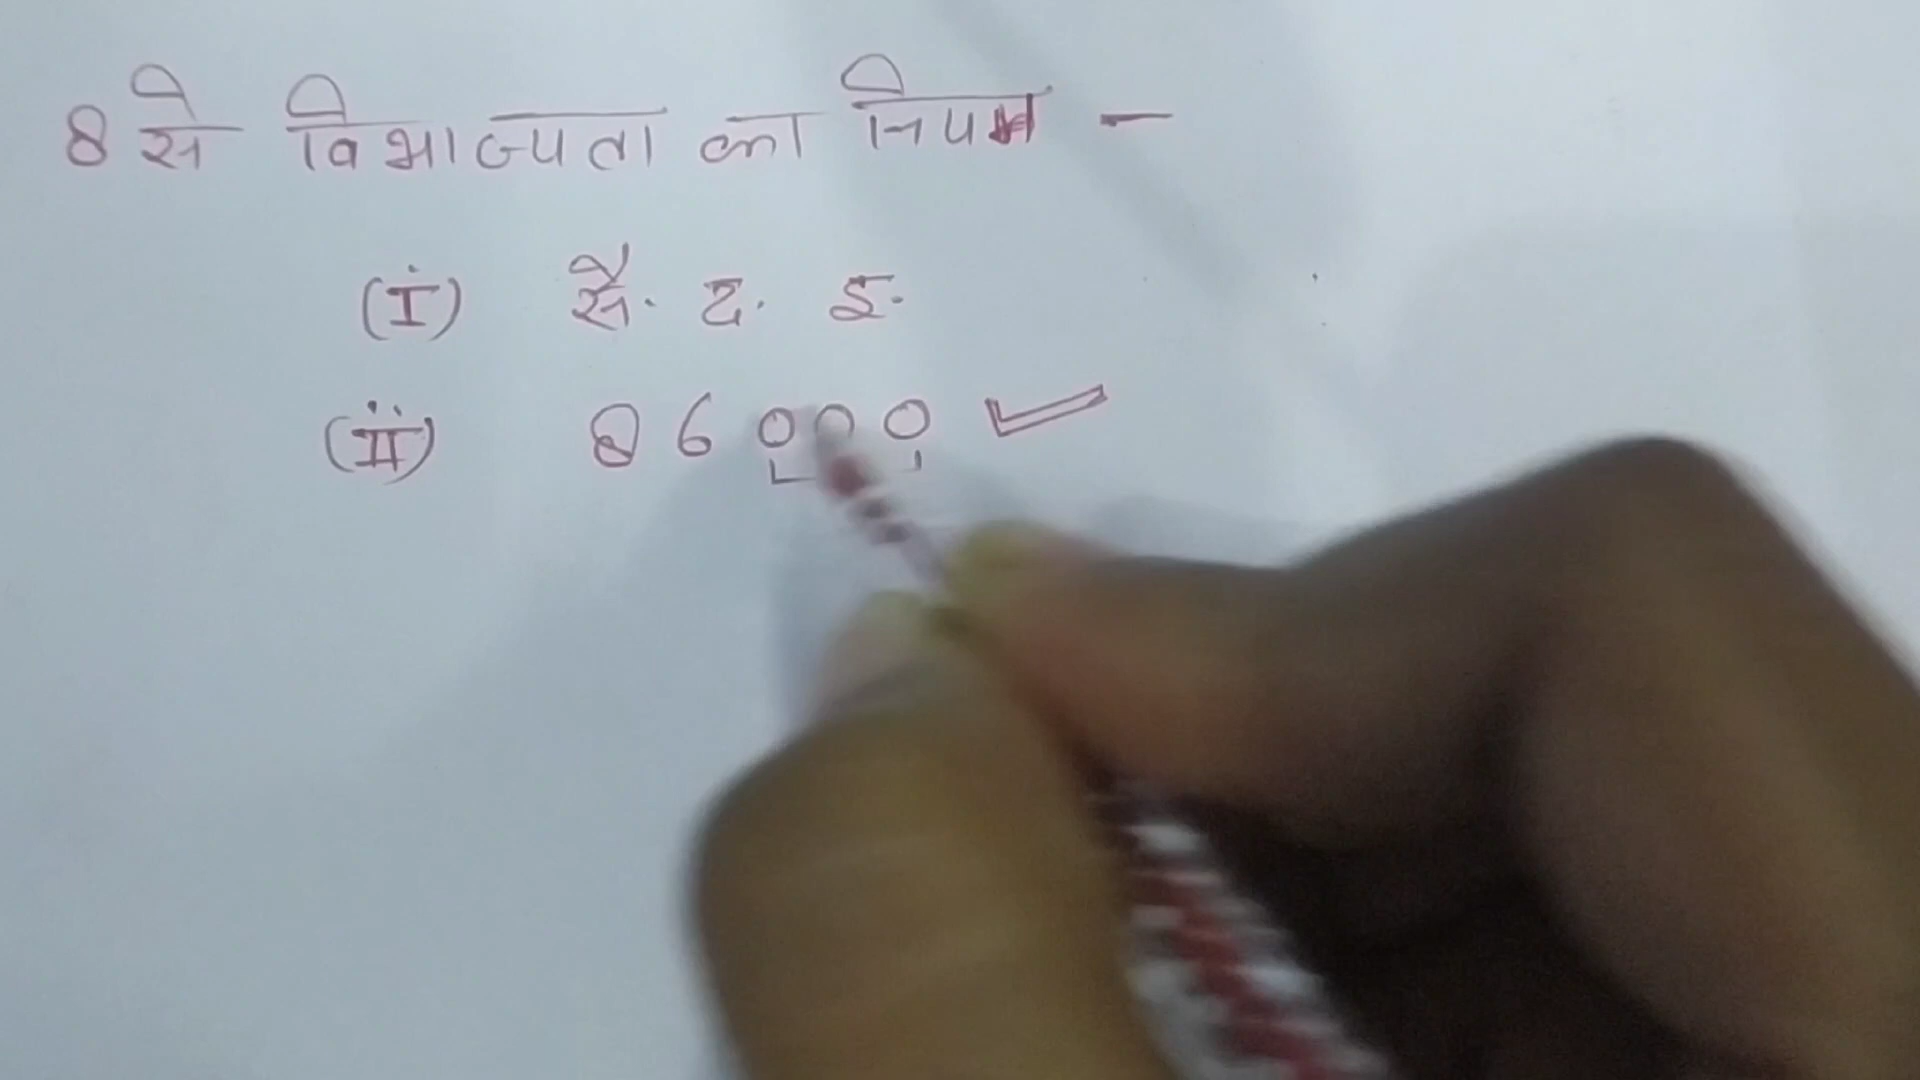 8 से विभाज्यता का नियम -
(I) सै. द. इ.
(II) 86000 ✓